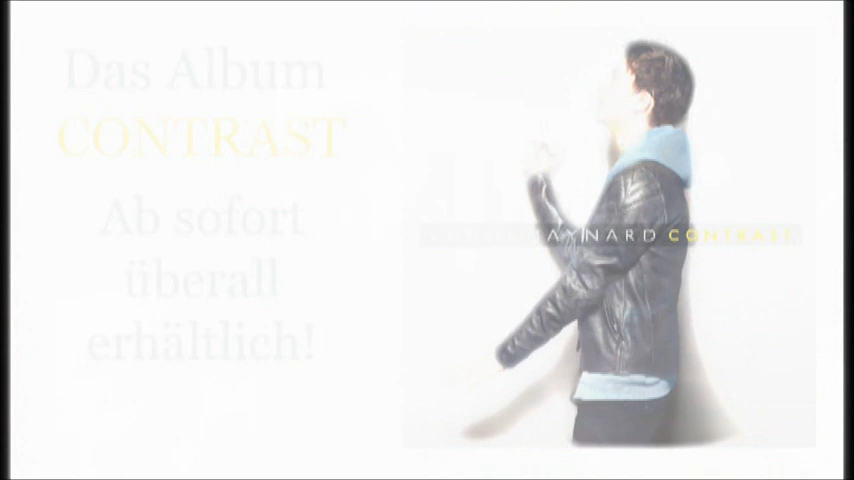 Das Album
CONTRAST
Ab sofort
überall
erhältlich!
AYNARD CONTRAST